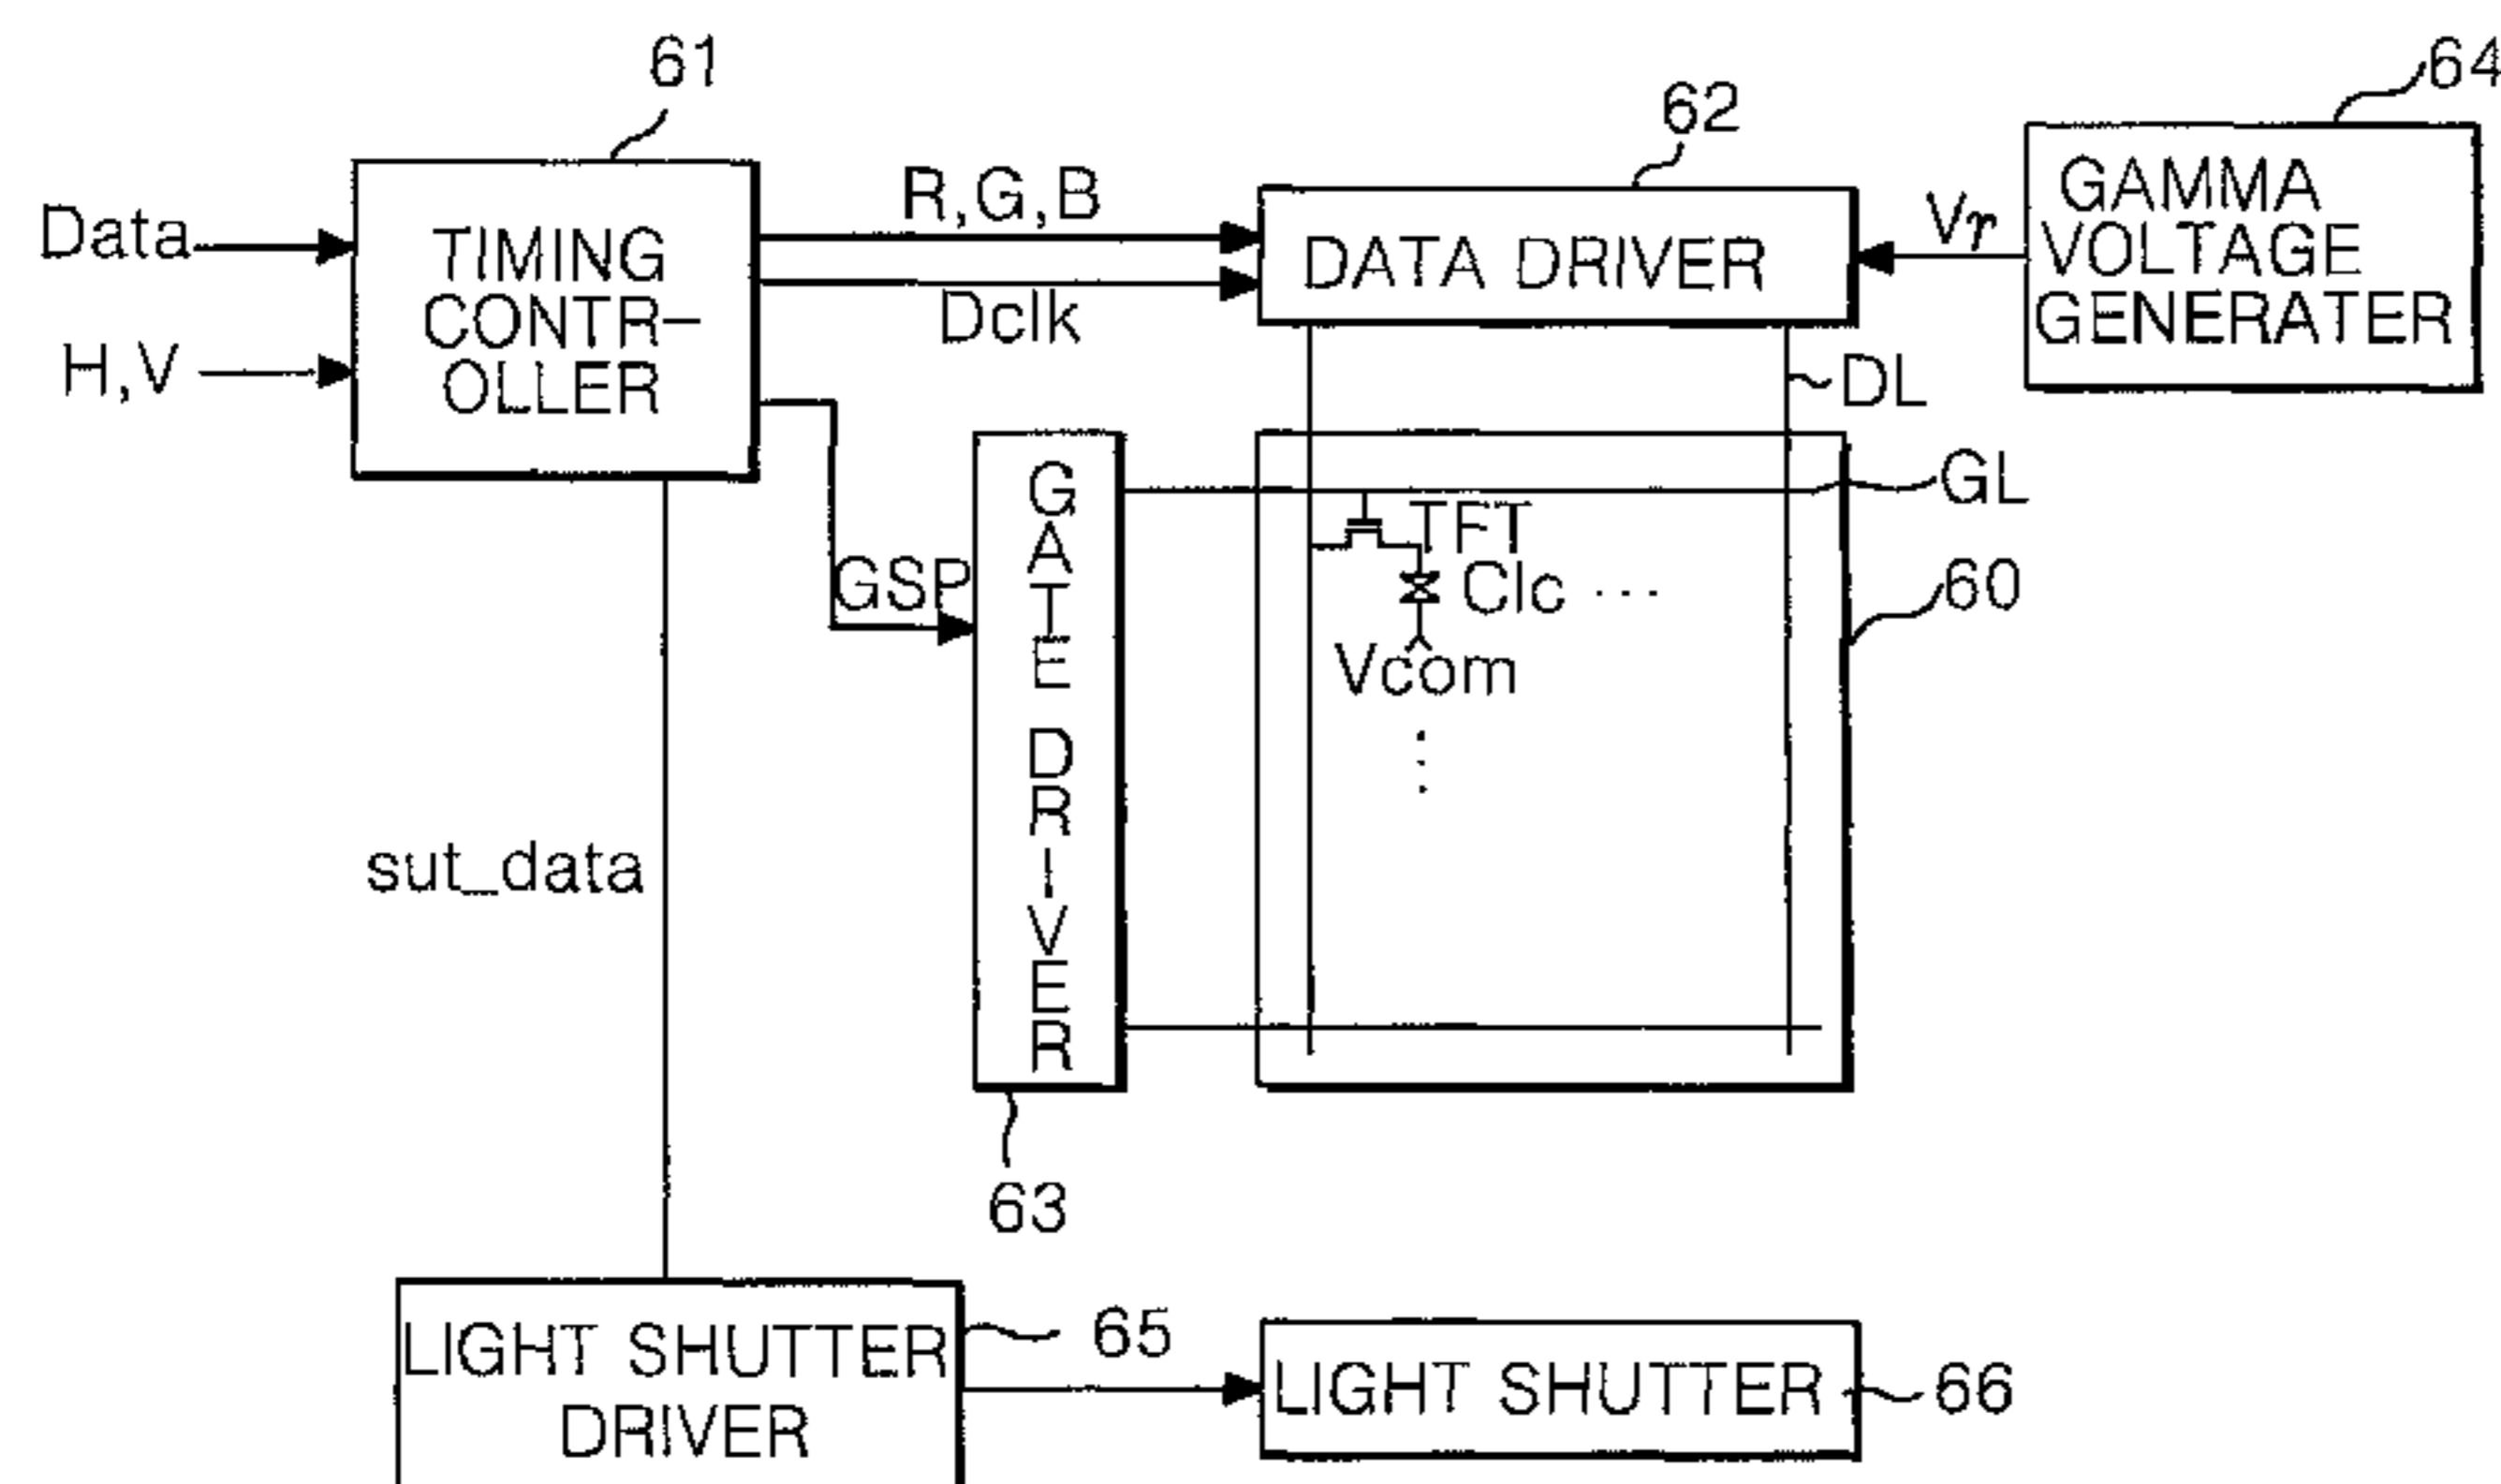 61
62
64
Data
H,V
TIMING
CONTR-
OLLER
R,G,B
Dclk
DATA DRIVER
Vγ
GAMMA
VOLTAGE
GENERATER
DL
GL
GSP
GATE DRIVER
TFT
Clc ...
Vcom
60
sut_data
63
LIGHT SHUTTER
DRIVER
65
LIGHT SHUTTER
66